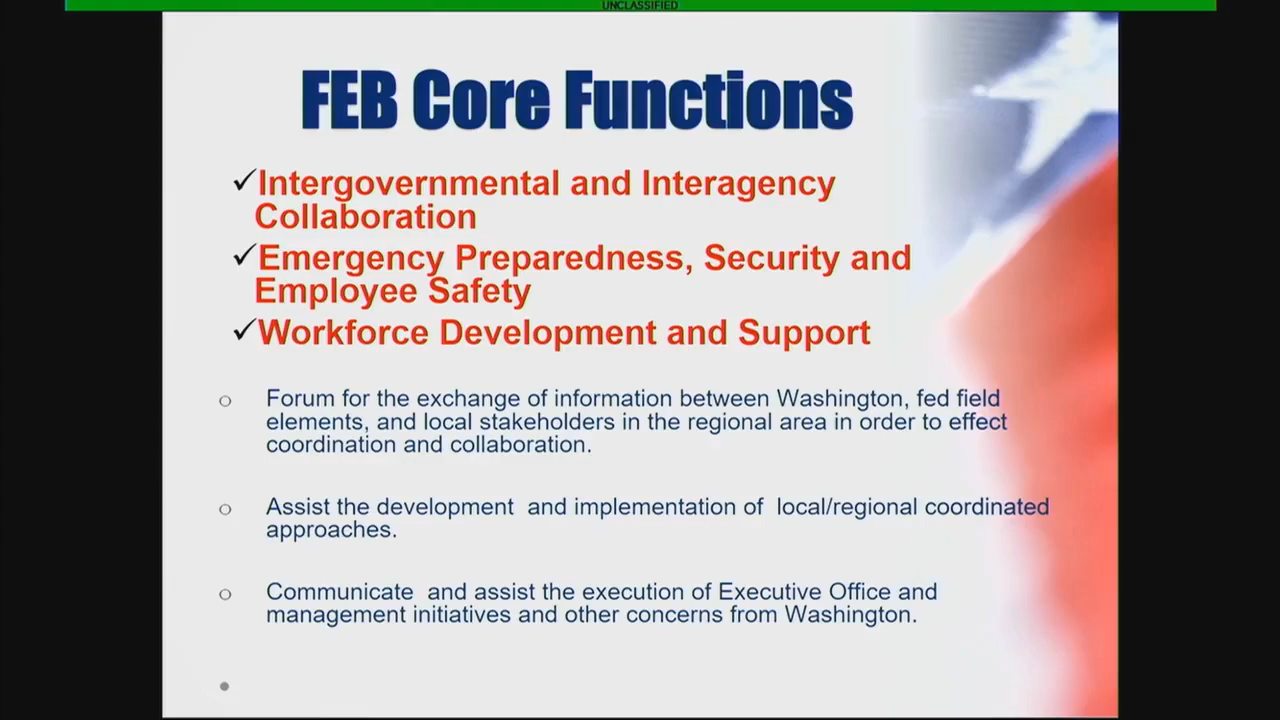 UNCLASSIFIED
FEB Core Functions
✓Intergovernmental and Interagency
Collaboration
✓Emergency Preparedness, Security and
Employee Safety
✓Workforce Development and Support
o Forum for the exchange of information between Washington, fed field
elements, and local stakeholders in the regional area in order to effect
coordination and collaboration.
o Assist the development  and implementation of  local/regional coordinated
approaches.
o Communicate  and assist the execution of Executive Office and
management initiatives and other concerns from Washington.